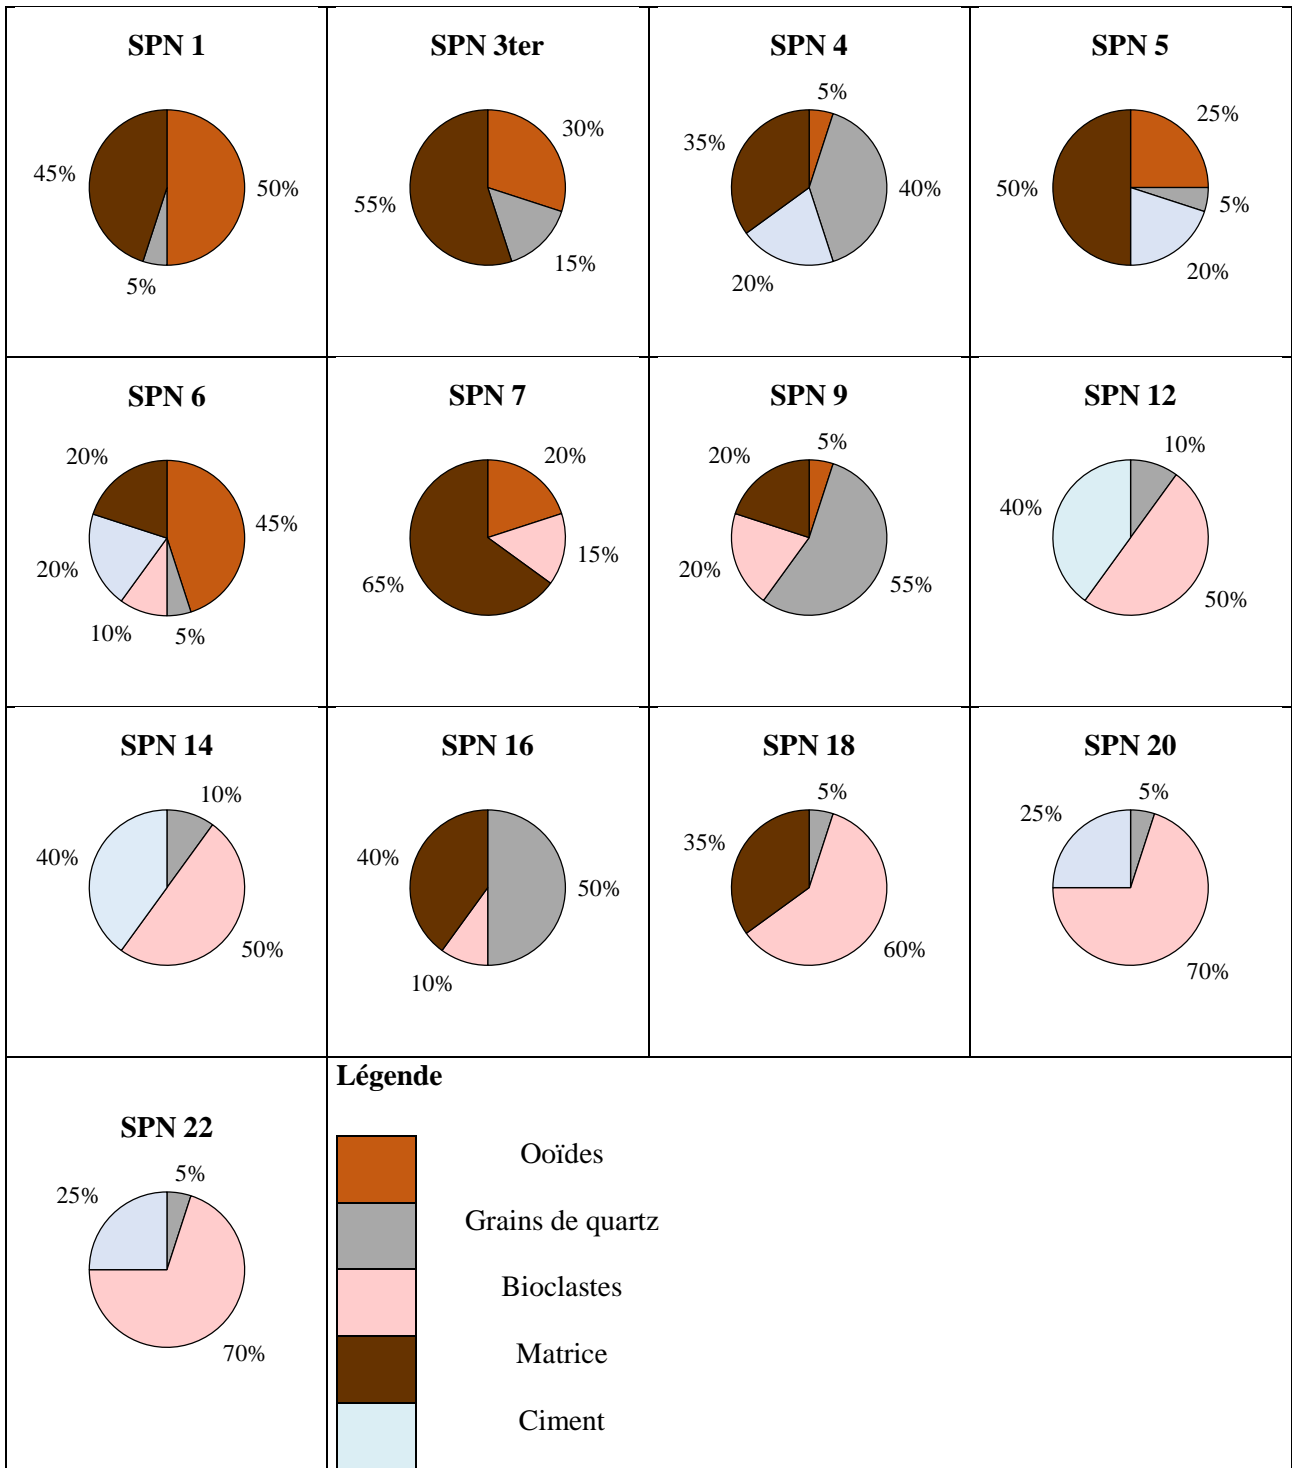 SPN 1
45%
50%
5%
SPN 3ter
30%
55%
15%
SPN 4
5%
35%
40%
20%
SPN 5
25%
50%
5%
20%
SPN 6
20%
45%
20%
10%
5%
SPN 7
20%
15%
65%
SPN 9
5%
20%
20%
55%
SPN 12
10%
40%
50%
SPN 14
10%
40%
50%
SPN 16
40%
50%
10%
SPN 18
5%
35%
60%
SPN 20
5%
25%
70%
SPN 22
5%
25%
70%
Légende
Ooïdes
Grains de quartz
Bioclastes
Matrice
Ciment